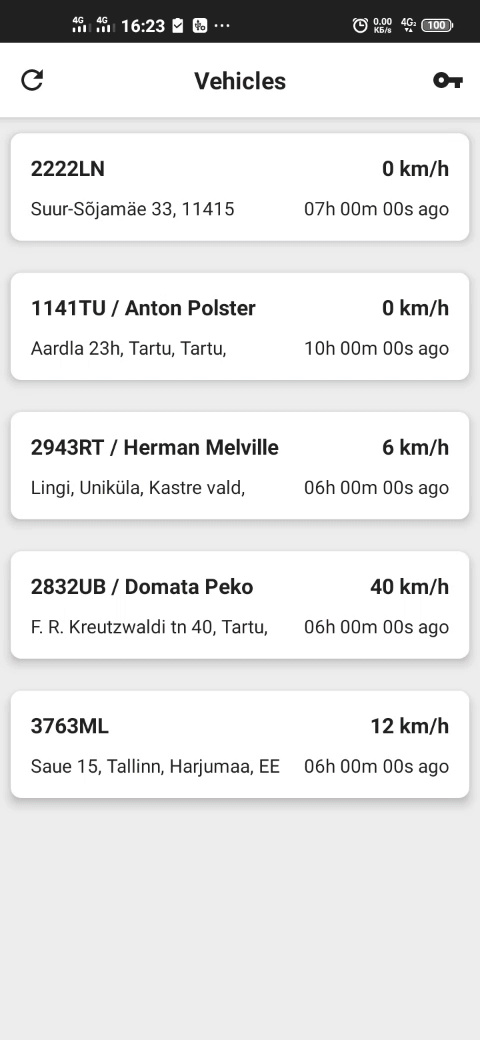 4G 4G 16:23 ··· 0.00 КБ/s 4G₂ 100
Vehicles
2222LN 0 km/h
Suur-Sõjamäe 33, 11415 07h 00m 00s ago
1141TU / Anton Polster 0 km/h
Aardla 23h, Tartu, Tartu, 10h 00m 00s ago
2943RT / Herman Melville 6 km/h
Lingi, Uniküla, Kastre vald, 06h 00m 00s ago
2832UB / Domata Peko 40 km/h
F. R. Kreutzwaldi tn 40, Tartu, 06h 00m 00s ago
3763ML 12 km/h
Saue 15, Tallinn, Harjumaa, EE 06h 00m 00s ago